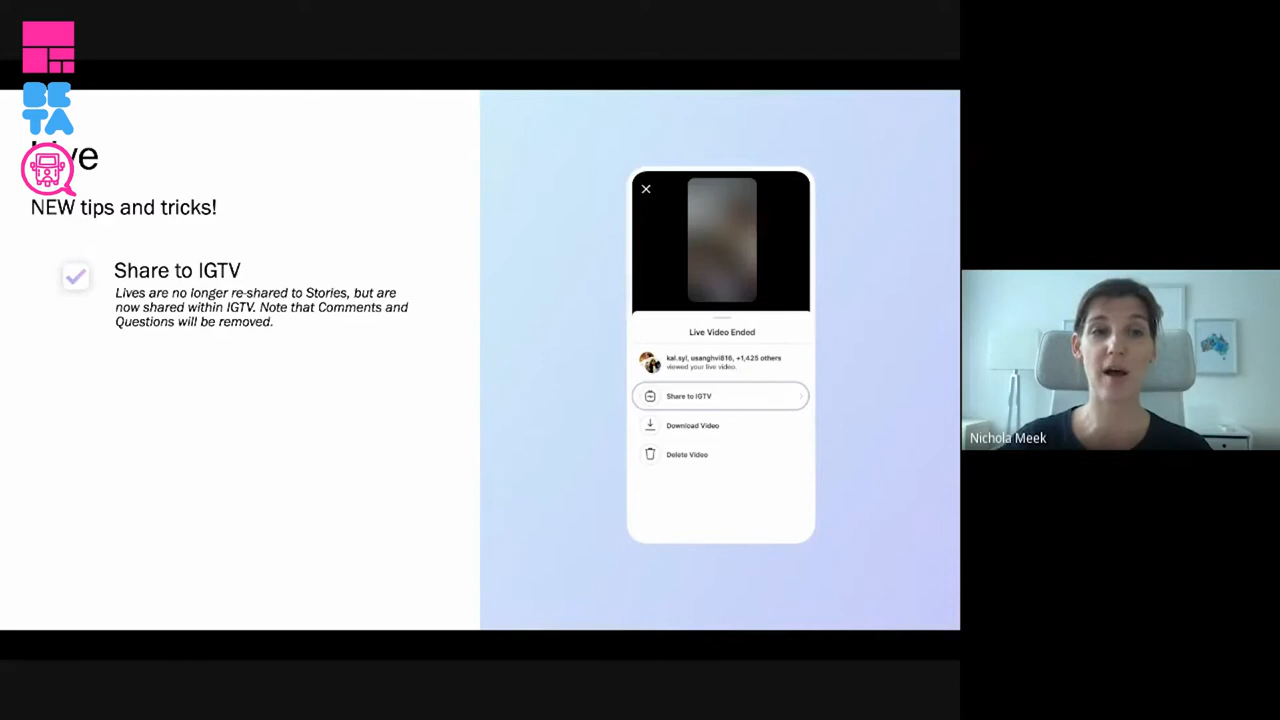 BE
TA
Live
NEW tips and tricks!
Share to IGTV
Lives are no longer re-shared to Stories, but are
now shared within IGTV. Note that Comments and
Questions will be removed.
Live Video Ended
kal.syl, usanghvi816, +1,425 others
viewed your live video.
Share to IGTV
Download Video
Delete Video
Nichola Meek